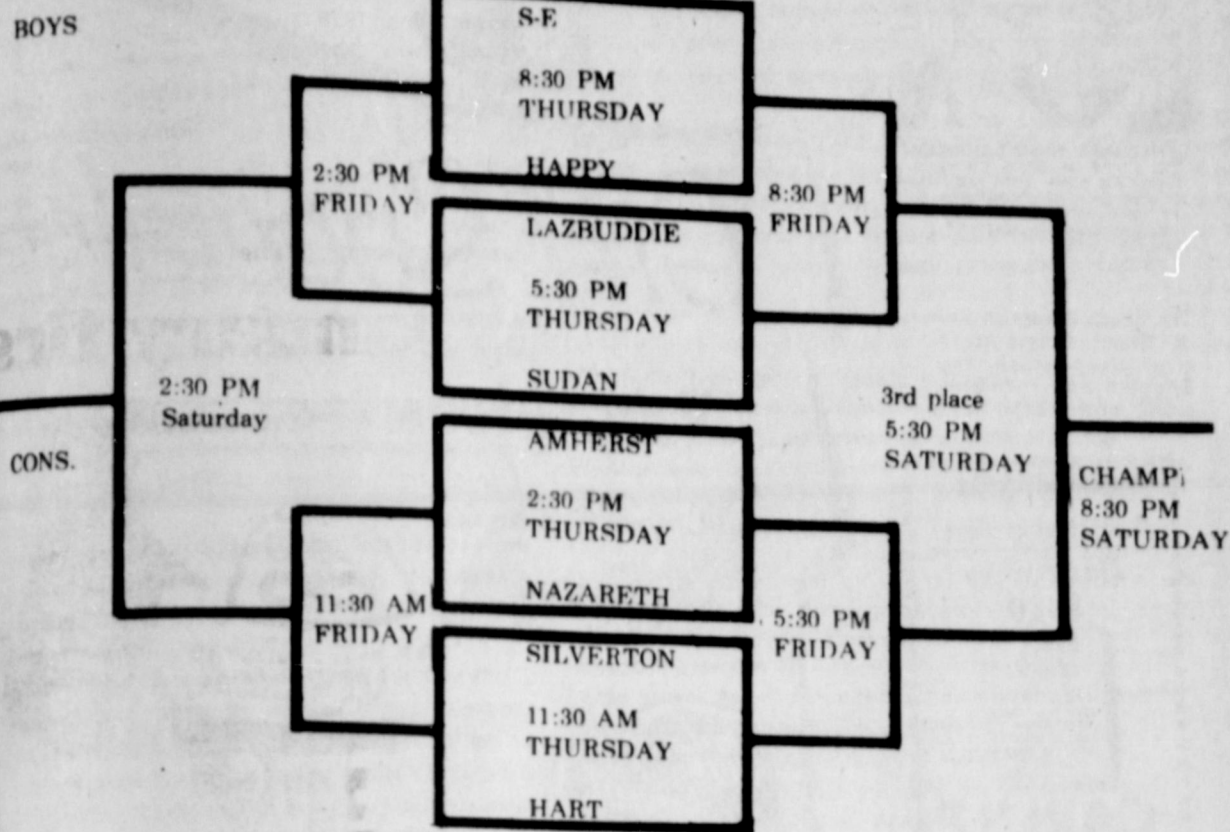 BOYS
S-E
8:30 PM
THURSDAY
HAPPY
2:30 PM
FRIDAY
8:30 PM
FRIDAY
LAZBUDDIE
5:30 PM
THURSDAY
SUDAN
2:30 PM
Saturday
3rd place
5:30 PM
SATURDAY
AMHERST
2:30 PM
THURSDAY
NAZARETH
CONS.
CHAMP
8:30 PM
SATURDAY
11:30 AM
FRIDAY
5:30 PM
FRIDAY
SILVERTON
11:30 AM
THURSDAY
HART